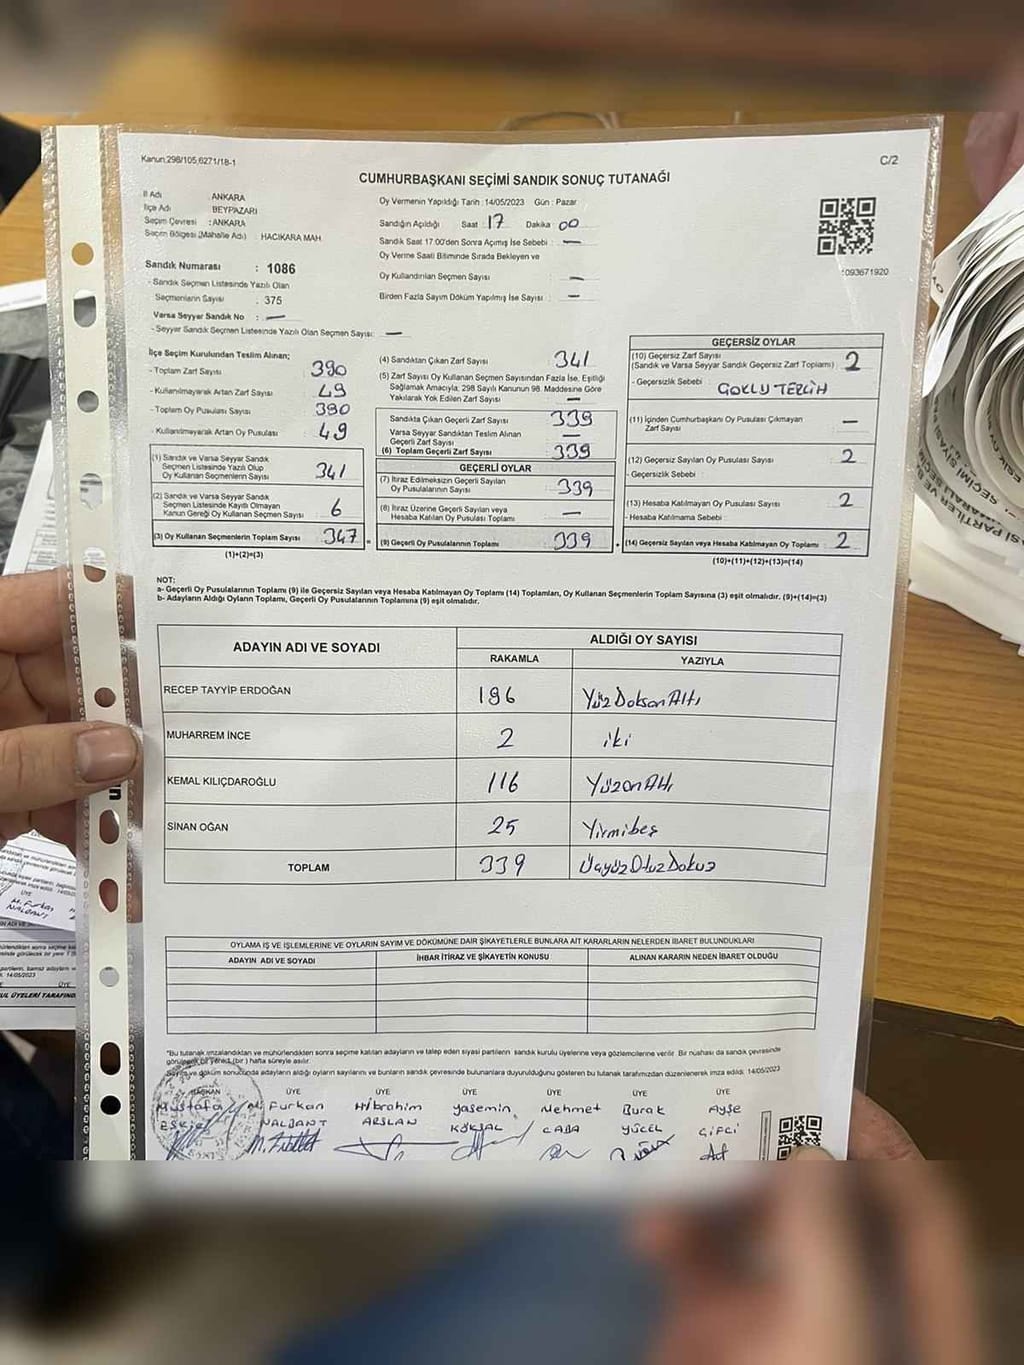 Kanun:298/105,6271/18-1
C/2
CUMHURBAŞKANI SEÇİMİ SANDIK SONUÇ TUTANAĞI
İl Adı : ANKARA
İlçe Adı : BEYPAZARI
Seçim Çevresi : ANKARA
Seçim Bölgesi (Mahalle Adı) : HACIKARA MAH.
Sandık Numarası : 1086
- Sandık Seçmen Listesinde Yazılı Olan
Seçmenlerin Sayısı : 375
Varsa Seyyar Sandık No : —
- Seyyar Sandık Seçmen Listesinde Yazılı Olan Seçmen Sayısı: —
Oy Vermenin Yapıldığı Tarih : 14/05/2023 Gün : Pazar
Sandığın Açıldığı Saat : 17 Dakika : 00
Sandık Saat 17:00'den Sonra Açılmış İse Sebebi : —
Oy Verme Saati Bitiminde Sırada Bekleyen ve
Oy Kullandırılan Seçmen Sayısı : —
Birden Fazla Sayım Döküm Yapılmış İse Sayısı : —
1093671920
İlçe Seçim Kurulundan Teslim Alınan;
- Toplam Zarf Sayısı : 390
- Kullanılmayarak Artan Zarf Sayısı : 49
- Toplam Oy Pusulası Sayısı : 390
- Kullanılmayarak Artan Oy Pusulası : 49
(1) Sandık ve Varsa Seyyar Sandık
Seçmen Listesinde Yazılı Olup
Oy Kullanan Seçmenlerin Sayısı : 341
(2) Sandık ve Varsa Seyyar Sandık
Seçmen Listesinde Kayıtlı Olmayan
Kanun Gereği Oy Kullanan Seçmen Sayısı : 6
(3) Oy Kullanan Seçmenlerin Toplam Sayısı : 347
(1)+(2)=(3)
(4) Sandıktan Çıkan Zarf Sayısı : 341
(5) Zarf Sayısı Oy Kullanan Seçmen Sayısından Fazla İse, Eşitliği
Sağlamak Amacıyla; 298 Sayılı Kanunun 98. Maddesine Göre
Yakılarak Yok Edilen Zarf Sayısı : —
Sandıkta Çıkan Geçerli Zarf Sayısı : 339
Varsa Seyyar Sandıktan Teslim Alınan
Geçerli Zarf Sayısı : —
(6) Toplam Geçerli Zarf Sayısı : 339
GEÇERLİ OYLAR
(7) İtiraz Edilmeksizin Geçerli Sayılan
Oy Pusulalarının Sayısı : 339
(8) İtiraz Üzerine Geçerli Sayılan veya
Hesaba Katılan Oy Pusulası Toplamı : —
(9) Geçerli Oy Pusulalarının Toplamı : 339
GEÇERSİZ OYLAR
(10) Geçersiz Zarf Sayısı
(Sandık ve Varsa Seyyar Sandık Geçersiz Zarf Toplamı) : 2
- Geçersizlik Sebebi : ÇOKLU TERCİH
(11) İçinden Cumhurbaşkanı Oy Pusulası Çıkmayan
Zarf Sayısı : —
(12) Geçersiz Sayılan Oy Pusulası Sayısı : 2
- Geçersizlik Sebebi :
(13) Hesaba Katılmayan Oy Pusulası Sayısı : 2
- Hesaba Katılmama Sebebi :
(14) Geçersiz Sayılan veya Hesaba Katılmayan Oy Toplamı : 2
(10)+(11)+(12)+(13)=(14)
NOT:
a- Geçerli Oy Pusulalarının Toplamı (9) ile Geçersiz Sayılan veya Hesaba Katılmayan Oy Toplamı (14) Toplamları, Oy Kullanan Seçmenlerin Toplam Sayısına (3) eşit olmalıdır. (9)+(14)=(3)
b- Adayların Aldığı Oyların Toplamı, Geçerli Oy Pusulalarının Toplamına (9) eşit olmalıdır.
ADAYIN ADI VE SOYADI ALDIĞI OY SAYISI
RAKAMLA YAZIYLA
RECEP TAYYİP ERDOĞAN 196 YüzDoksanAltı
MUHARREM İNCE 2 iki
KEMAL KILIÇDAROĞLU 116 YüzonAltı
SİNAN OĞAN 25 Yirmibeş
TOPLAM 339 ÜçyüzOtuzDokuz
OYLAMA İŞ VE İŞLEMLERİNE VE OYLARIN SAYIM VE DÖKÜMÜNE DAİR ŞİKAYETLERLE BUNLARA AİT KARARLARIN NELERDEN İBARET BULUNDUKLARI
ADAYIN ADI VE SOYADI İHBAR İTİRAZ VE ŞİKAYETİN KONUSU ALINAN KARARIN NEDEN İBARET OLDUĞU
"Bu tutanak imzalandıktan ve mühürlendikten sonra seçime katılan adayların ve talep eden siyasi partilerin sandık kurulu üyelerine veya gözlemcilerine verilir. Bir nüshası da sandık çevresinde
görülecek bir yere (bir) hafta süreyle asılır.
Sayım ve döküm sonucunda adayların aldığı oyların sayılarını ve bunların sandık çevresinde bulunanlara duyurulduğunu gösteren bu tutanak tarafımızdan düzenlenerek imza edildi. 14/05/2023
BAŞKAN ÜYE ÜYE ÜYE ÜYE ÜYE ÜYE
Mustafa M. Furkan H.İbrahim Yasemin Mehmet Burak Ayşe
NALBANT ARSLAN KÖKSAL CABA YÜCEL ÇİFCİ